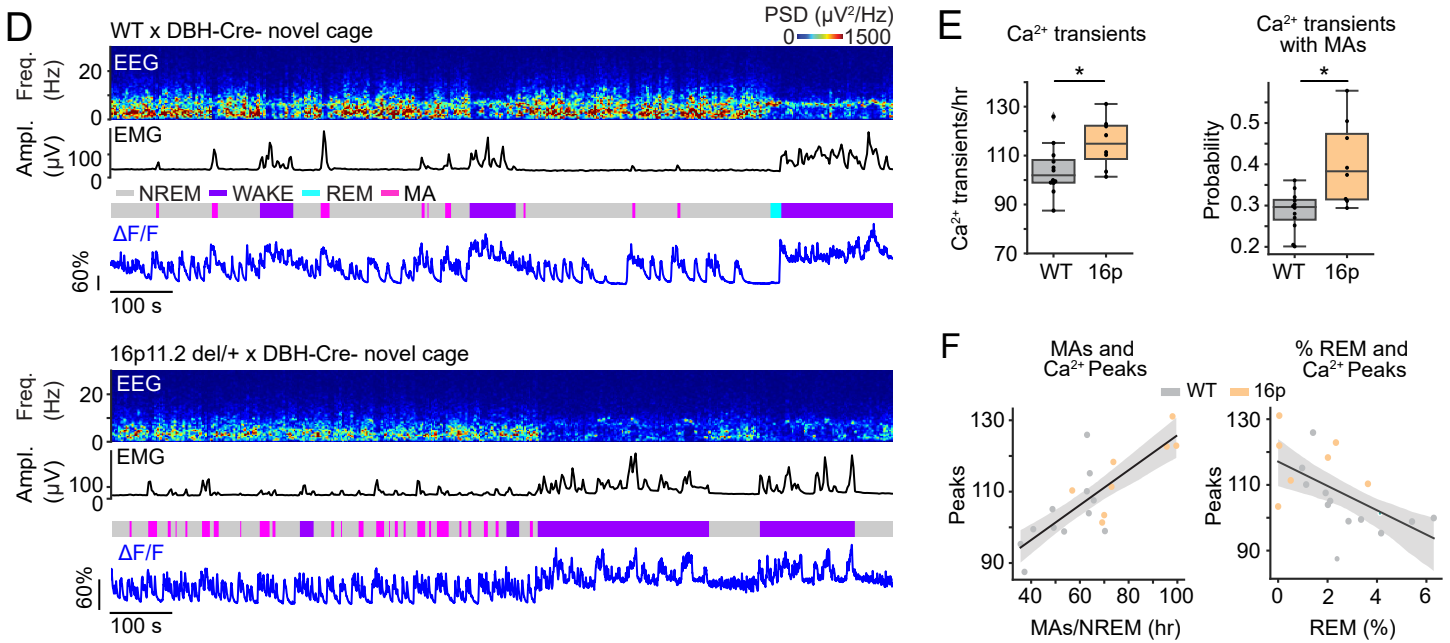 D
WT x DBH-Cre- novel cage
PSD (µV²/Hz)
0 1500
Freq.
(Hz)
20
0
EEG
Ampl.
(µV)
100
0
EMG
NREM WAKE REM MA
ΔF/F
60%
100 s
16p11.2 del/+ x DBH-Cre- novel cage
Freq.
(Hz)
20
0
EEG
Ampl.
(µV)
100
0
EMG
ΔF/F
60%
100 s
E
Ca²⁺ transients
*
Ca²⁺ transients/hr
130
110
90
70
WT 16p
Ca²⁺ transients
with MAs
*
Probability
0.5
0.4
0.3
0.2
WT 16p
F
MAs and
Ca²⁺ Peaks
% REM and
Ca²⁺ Peaks
WT 16p
Peaks
130
110
90
40 60 80 100
MAs/NREM (hr)
Peaks
130
110
90
0 2 4 6
REM (%)